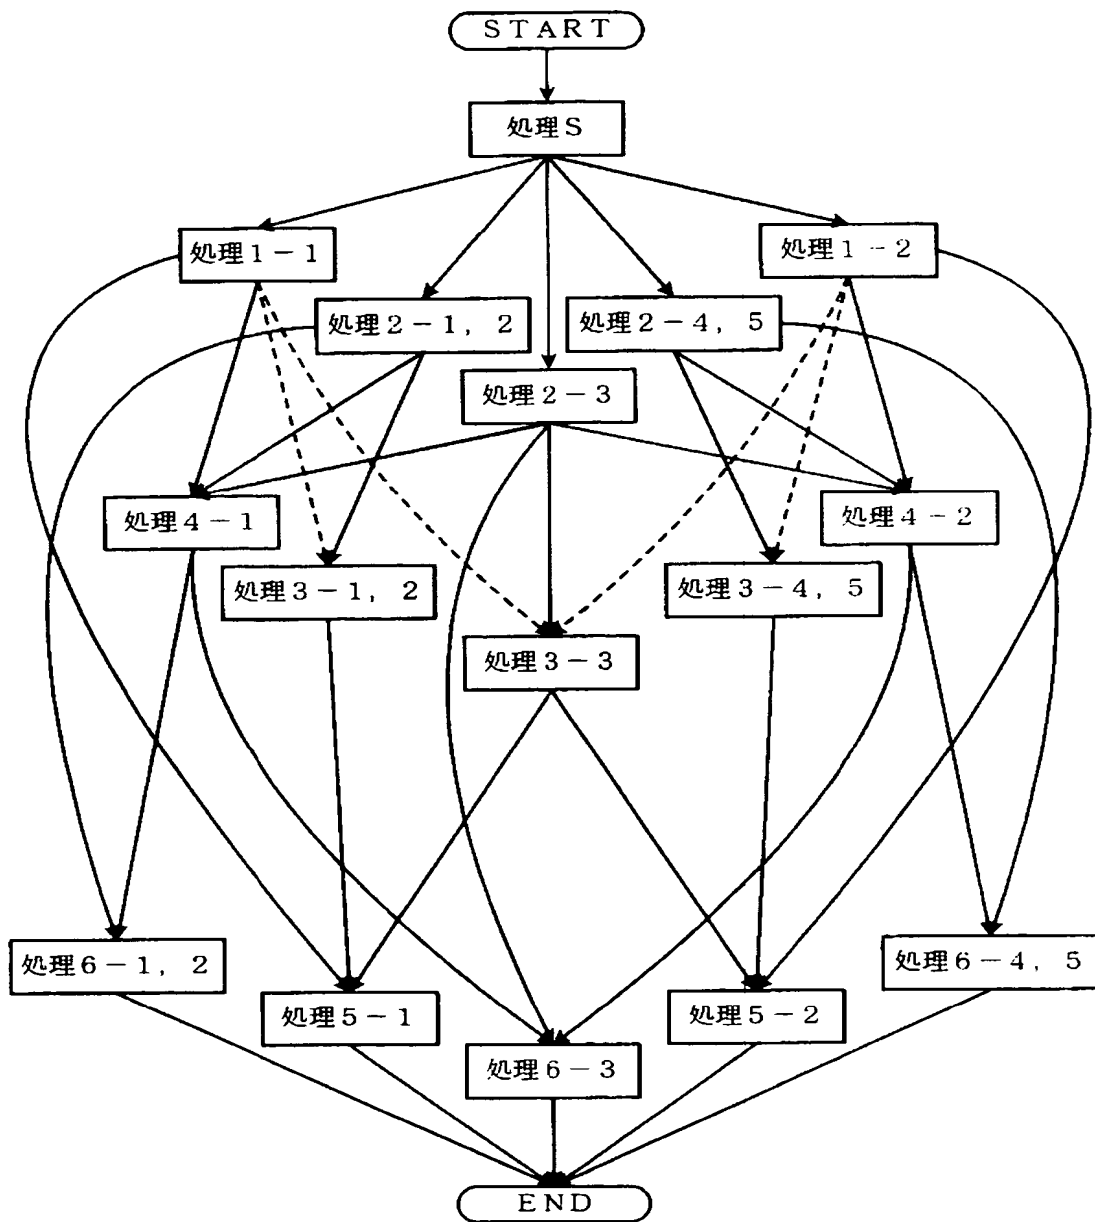 START
処理S
処理1-1
処理1-2
処理2-1,2
処理2-4,5
処理2-3
処理4-1
処理4-2
処理3-1,2
処理3-4,5
処理3-3
処理6-1,2
処理6-4,5
処理5-1
処理5-2
処理6-3
END